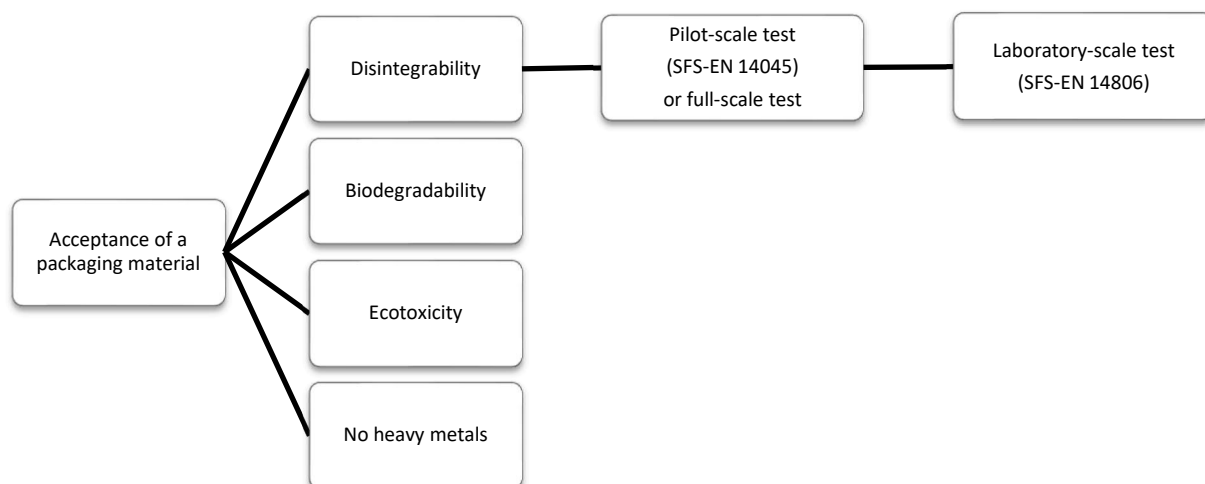 Disintegrability
Pilot-scale test
(SFS-EN 14045)
or full-scale test
Laboratory-scale test
(SFS-EN 14806)
Biodegradability
Acceptance of a
packaging material
Ecotoxicity
No heavy metals